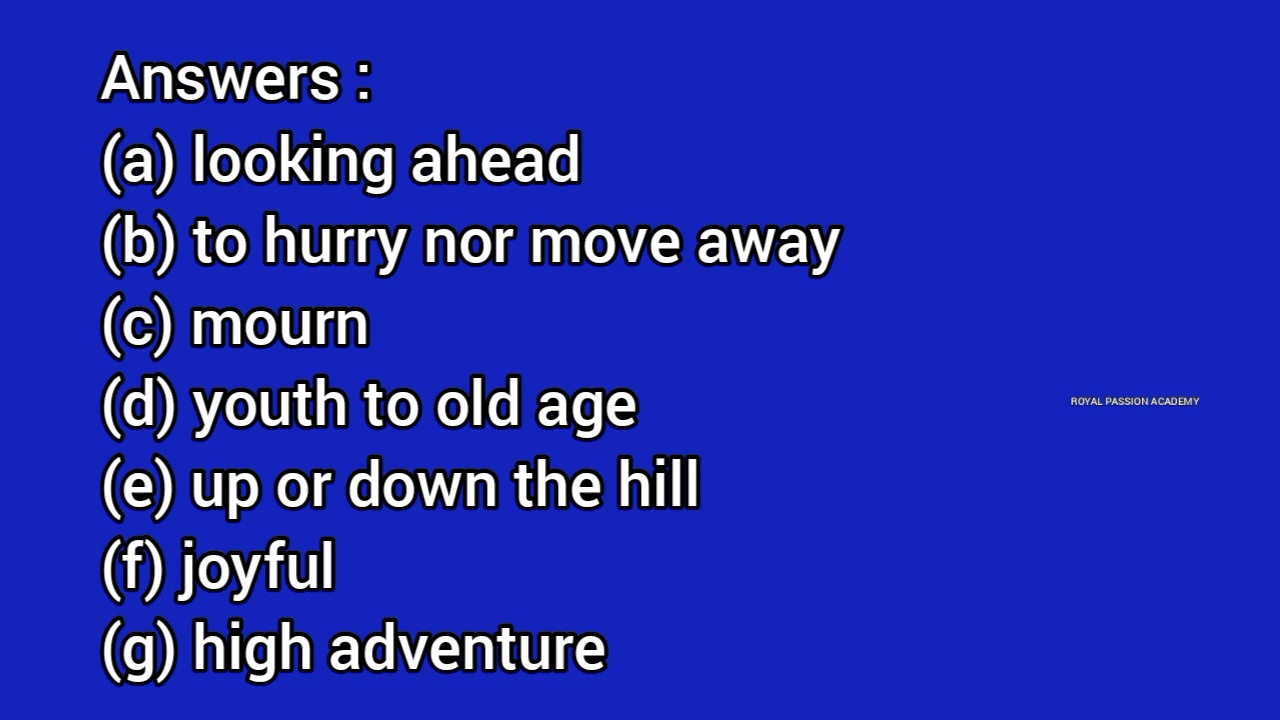 Answers :
(a) looking ahead
(b) to hurry nor move away
(c) mourn
(d) youth to old age
ROYAL PASSION ACADEMY
(e) up or down the hill
(f) joyful
(g) high adventure